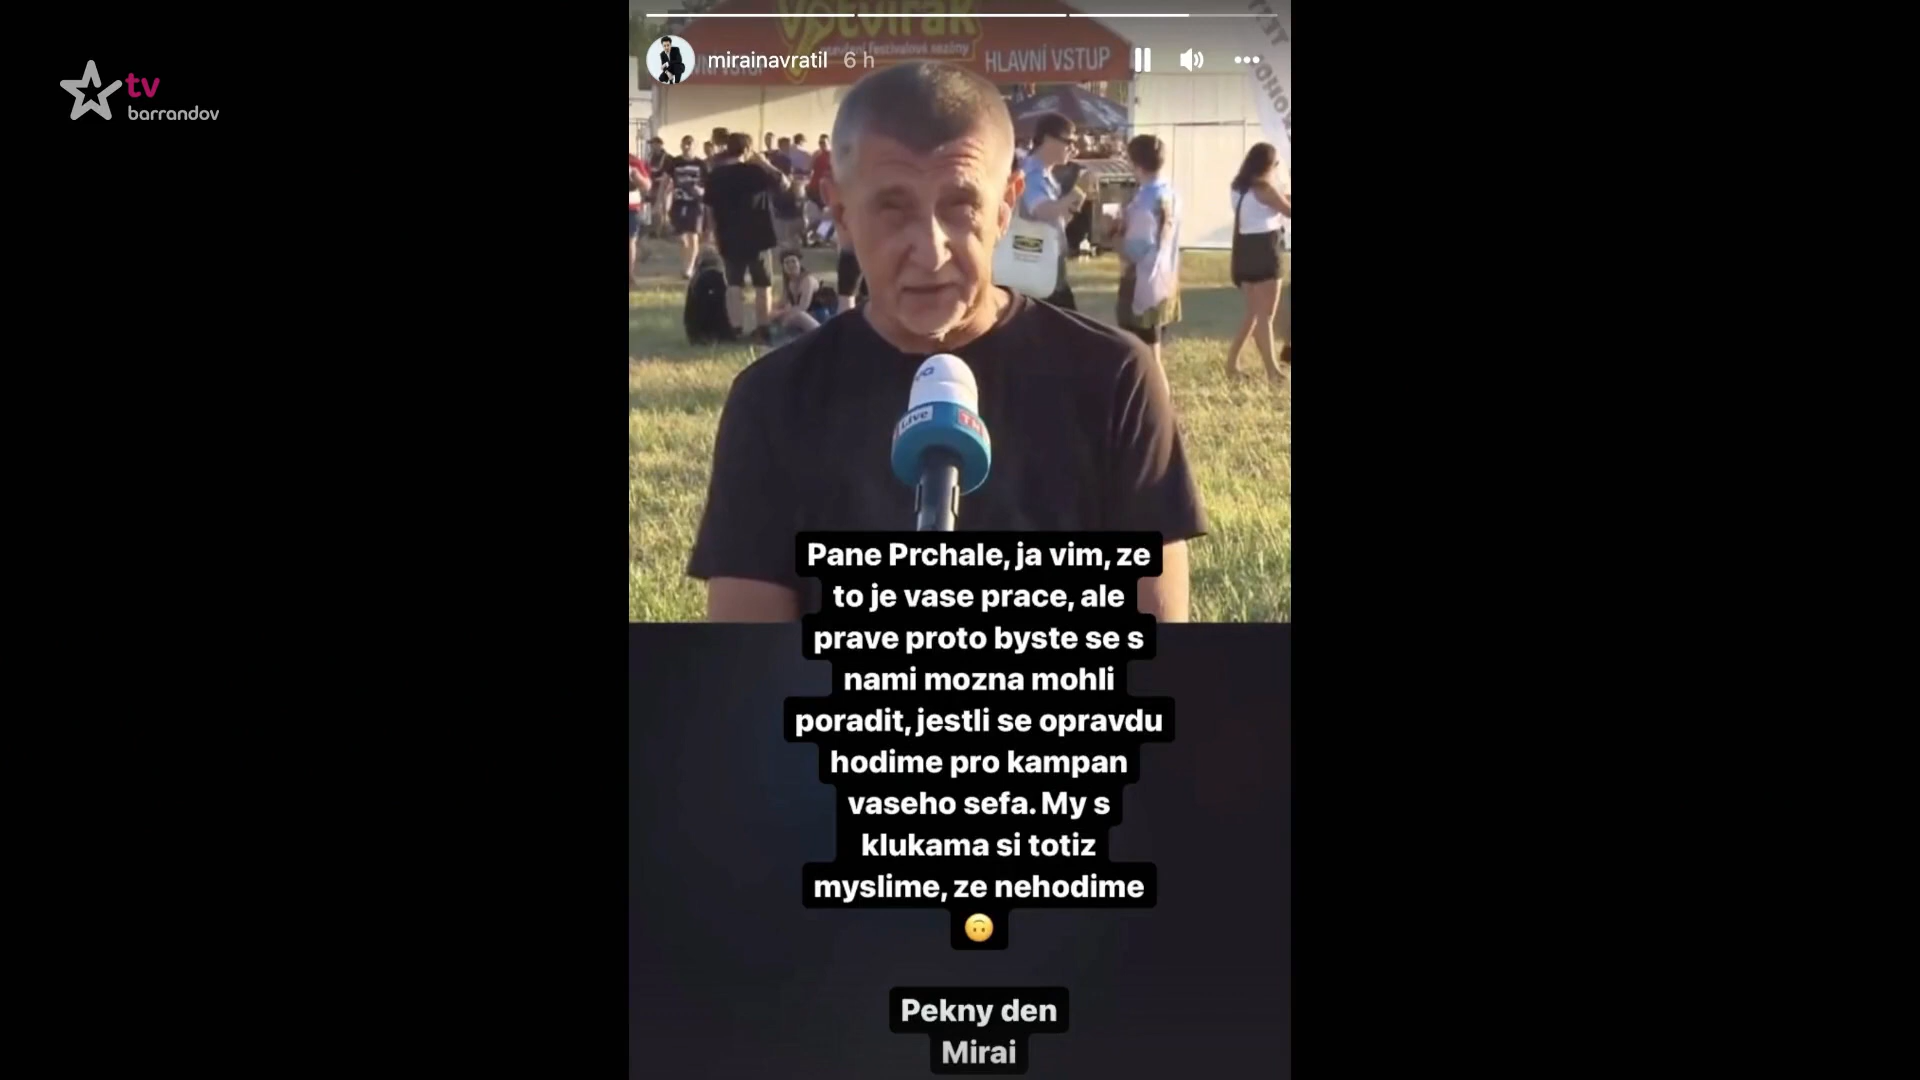 tv
barrandov
votvírák
HLAVNÍ VSTUP
mirainavratil 6 h
Live
Pane Prchale, ja vim, ze
to je vase prace, ale
prave proto byste se s
nami mozna mohli
poradit, jestli se opravdu
hodime pro kampan
vaseho sefa. My s
klukama si totiz
myslime, ze nehodime
🙃
Pekny den
Mirai